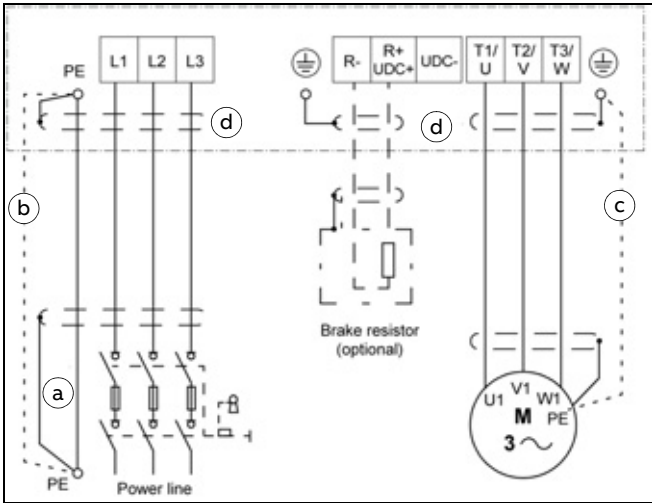 PE
L1 L2 L3
R- R+ UDC+ UDC-
T1/ U T2/ V T3/ W
d
d
b
c
Brake resistor
(optional)
a
U1 V1 W1
M
PE
3
PE
Power line